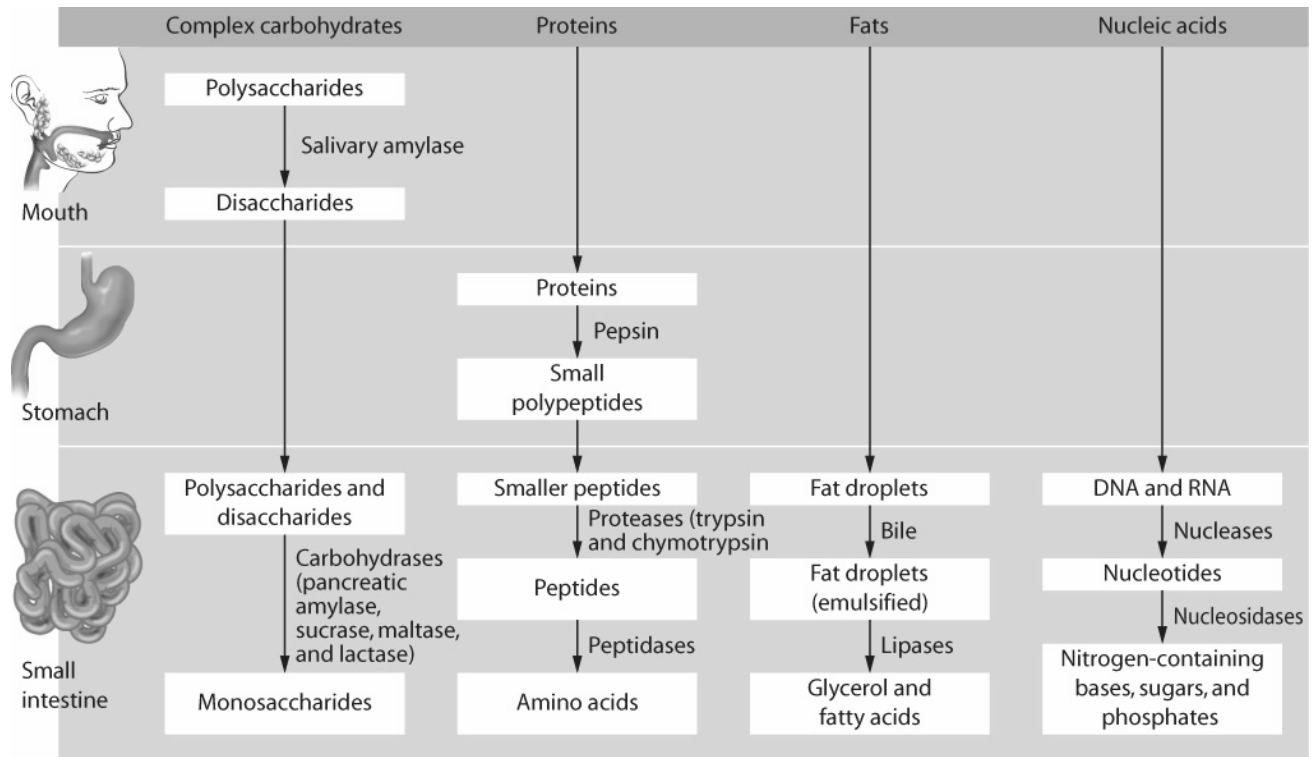 Complex carbohydrates
Proteins
Fats
Nucleic acids
Mouth
Polysaccharides
Salivary amylase
Disaccharides
Stomach
Proteins
Pepsin
Small
polypeptides
Small
intestine
Polysaccharides and
disaccharides
Carbohydrases
(pancreatic
amylase,
sucrase, maltase,
and lactase)
Monosaccharides
Smaller peptides
Proteases (trypsin
and chymotrypsin
Peptides
Peptidases
Amino acids
Fat droplets
Bile
Fat droplets
(emulsified)
Lipases
Glycerol and
fatty acids
DNA and RNA
Nucleases
Nucleotides
Nucleosidases
Nitrogen-containing
bases, sugars, and
phosphates